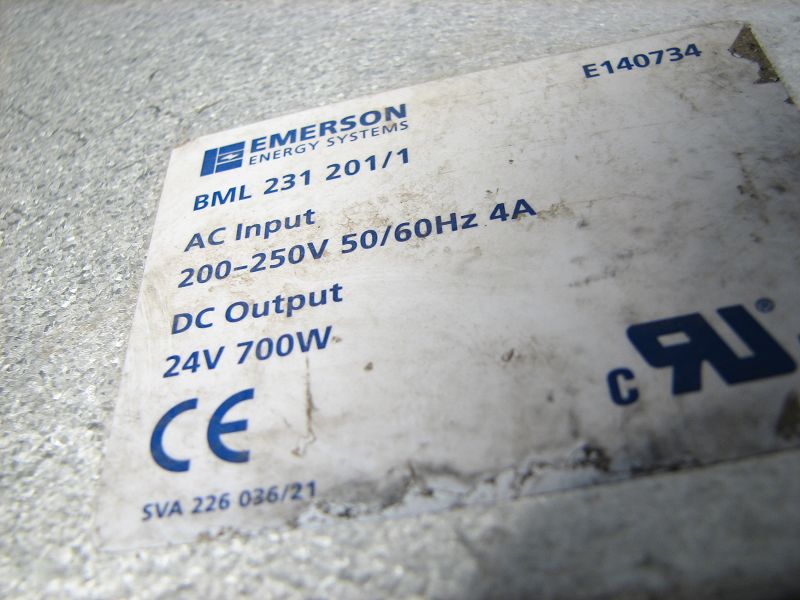 E140734
EMERSON
ENERGY SYSTEMS
BML 231 201/1
AC Input
200-250V 50/60Hz 4A
DC Output
24V 700W
CE
c RU ®
SVA 226 036/21